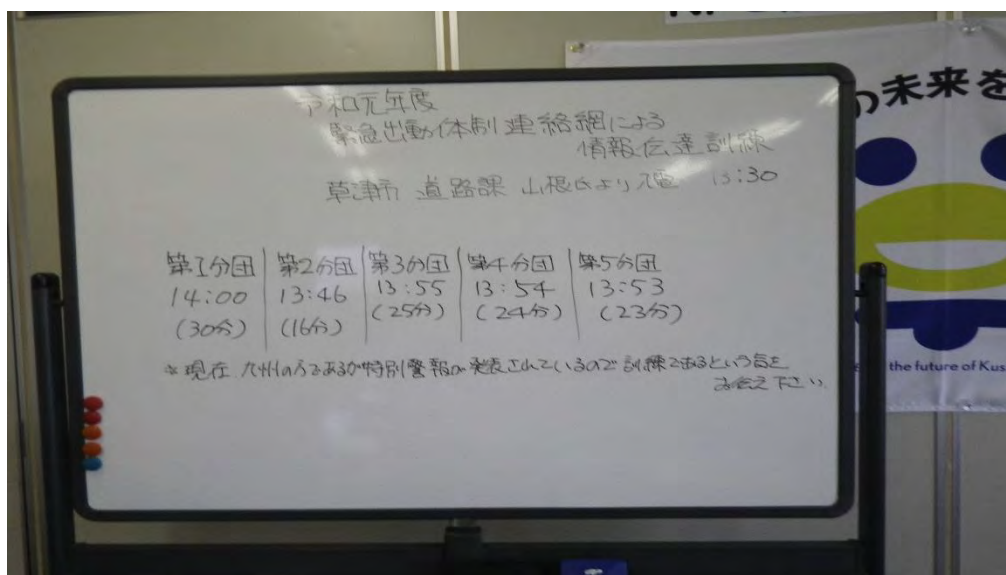 令和元年度
緊急出動体制連絡網による
情報伝達訓練
草津市 道路課 山根氏より入電 13:30
第1分団 第2分団 第3分団 第4分団 第5分団
14:00 13:46 13:55 13:54 13:53
(30分) (16分) (25分) (24分) (23分)
※現在 九州の方であるが特別警報が発表されているので訓練であるという旨を
お伝え下さい
の未来を
the future of Kus